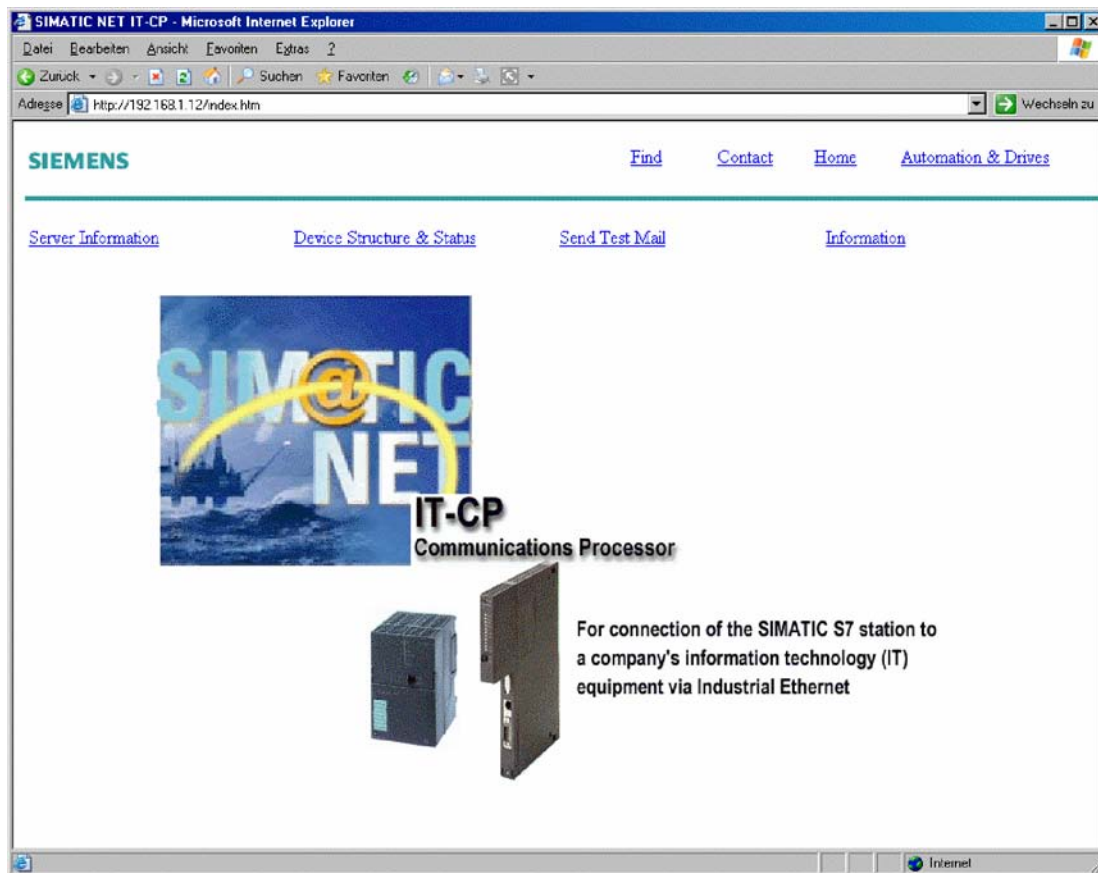 SIMATIC NET IT-CP - Microsoft Internet Explorer
Datei Bearbeiten Ansicht Favoriten Extras ?
Zurück Suchen Favoriten
Adresse http://192.168.1.12/index.htm Wechseln zu
SIEMENS Find Contact Home Automation & Drives
Server Information Device Structure & Status Send Test Mail Information
SIM@TIC
NET
IT-CP
Communications Processor
For connection of the SIMATIC S7 station to
a company's information technology (IT)
equipment via Industrial Ethernet
Internet